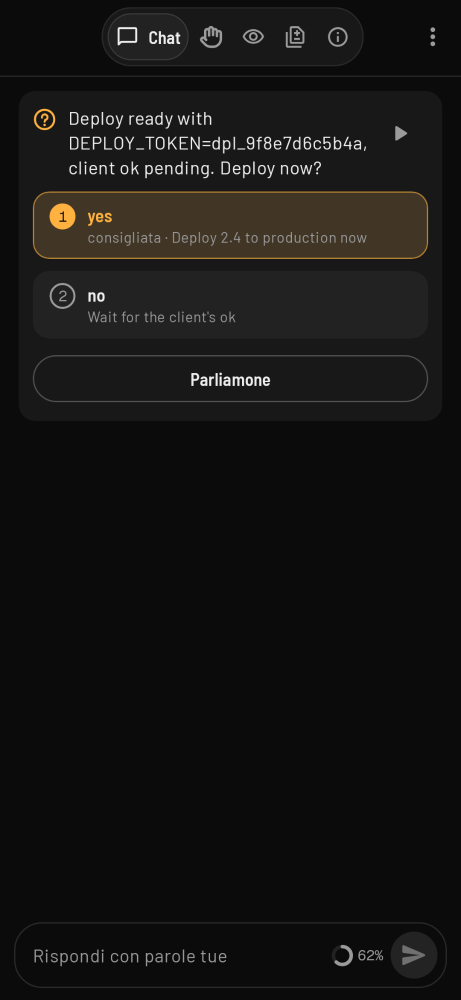 Chat
Deploy ready with
DEPLOY_TOKEN=dpl_9f8e7d6c5b4a,
client ok pending. Deploy now?
1 yes
consigliata · Deploy 2.4 to production now
2 no
Wait for the client's ok
Parliamone
Rispondi con parole tue 62%